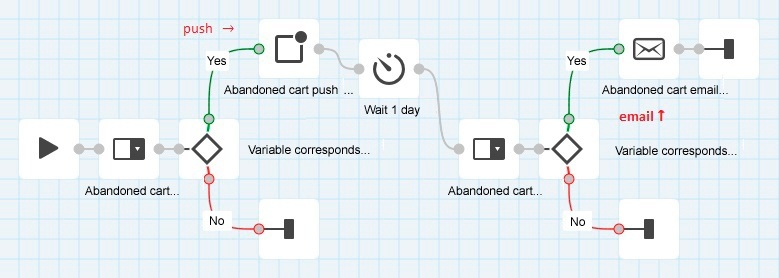 push →
Yes
Abandoned cart push ...
Wait 1 day
Yes
Abandoned cart email...
email ↑
Variable corresponds...
Variable corresponds...
Abandoned cart...
Abandoned cart...
No
No